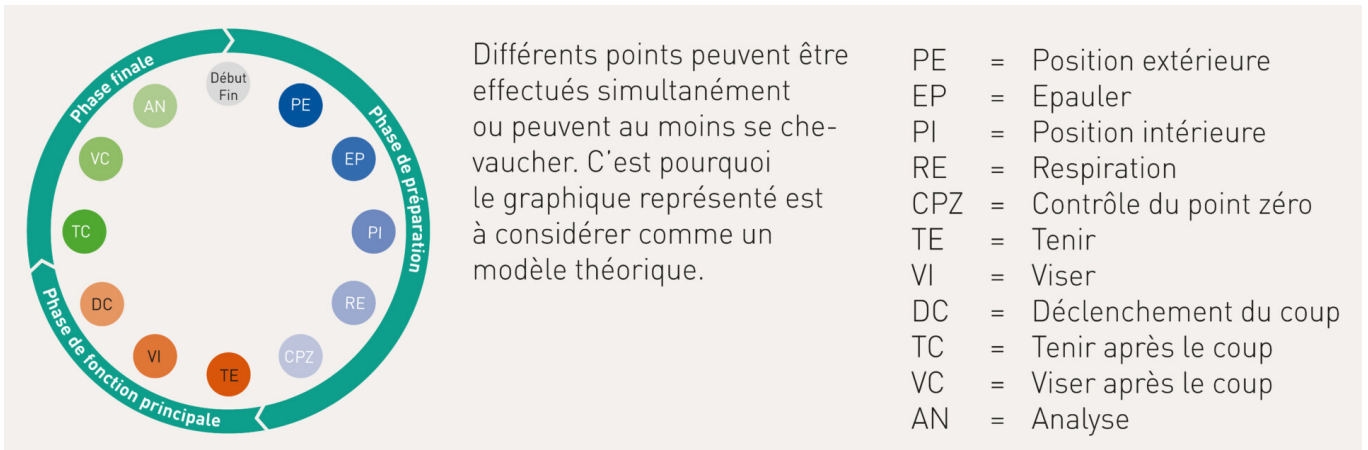 Début
Fin
PE
EP
PI
RE
CPZ
TE
VI
DC
TC
VC
AN
Phase de préparation
Phase de fonction principale
Phase finale
Différents points peuvent être
effectués simultanément
ou peuvent au moins se che-
vaucher. C'est pourquoi
le graphique représenté est
à considérer comme un
modèle théorique.
PE = Position extérieure
EP = Epauler
PI = Position intérieure
RE = Respiration
CPZ = Contrôle du point zéro
TE = Tenir
VI = Viser
DC = Déclenchement du coup
TC = Tenir après le coup
VC = Viser après le coup
AN = Analyse